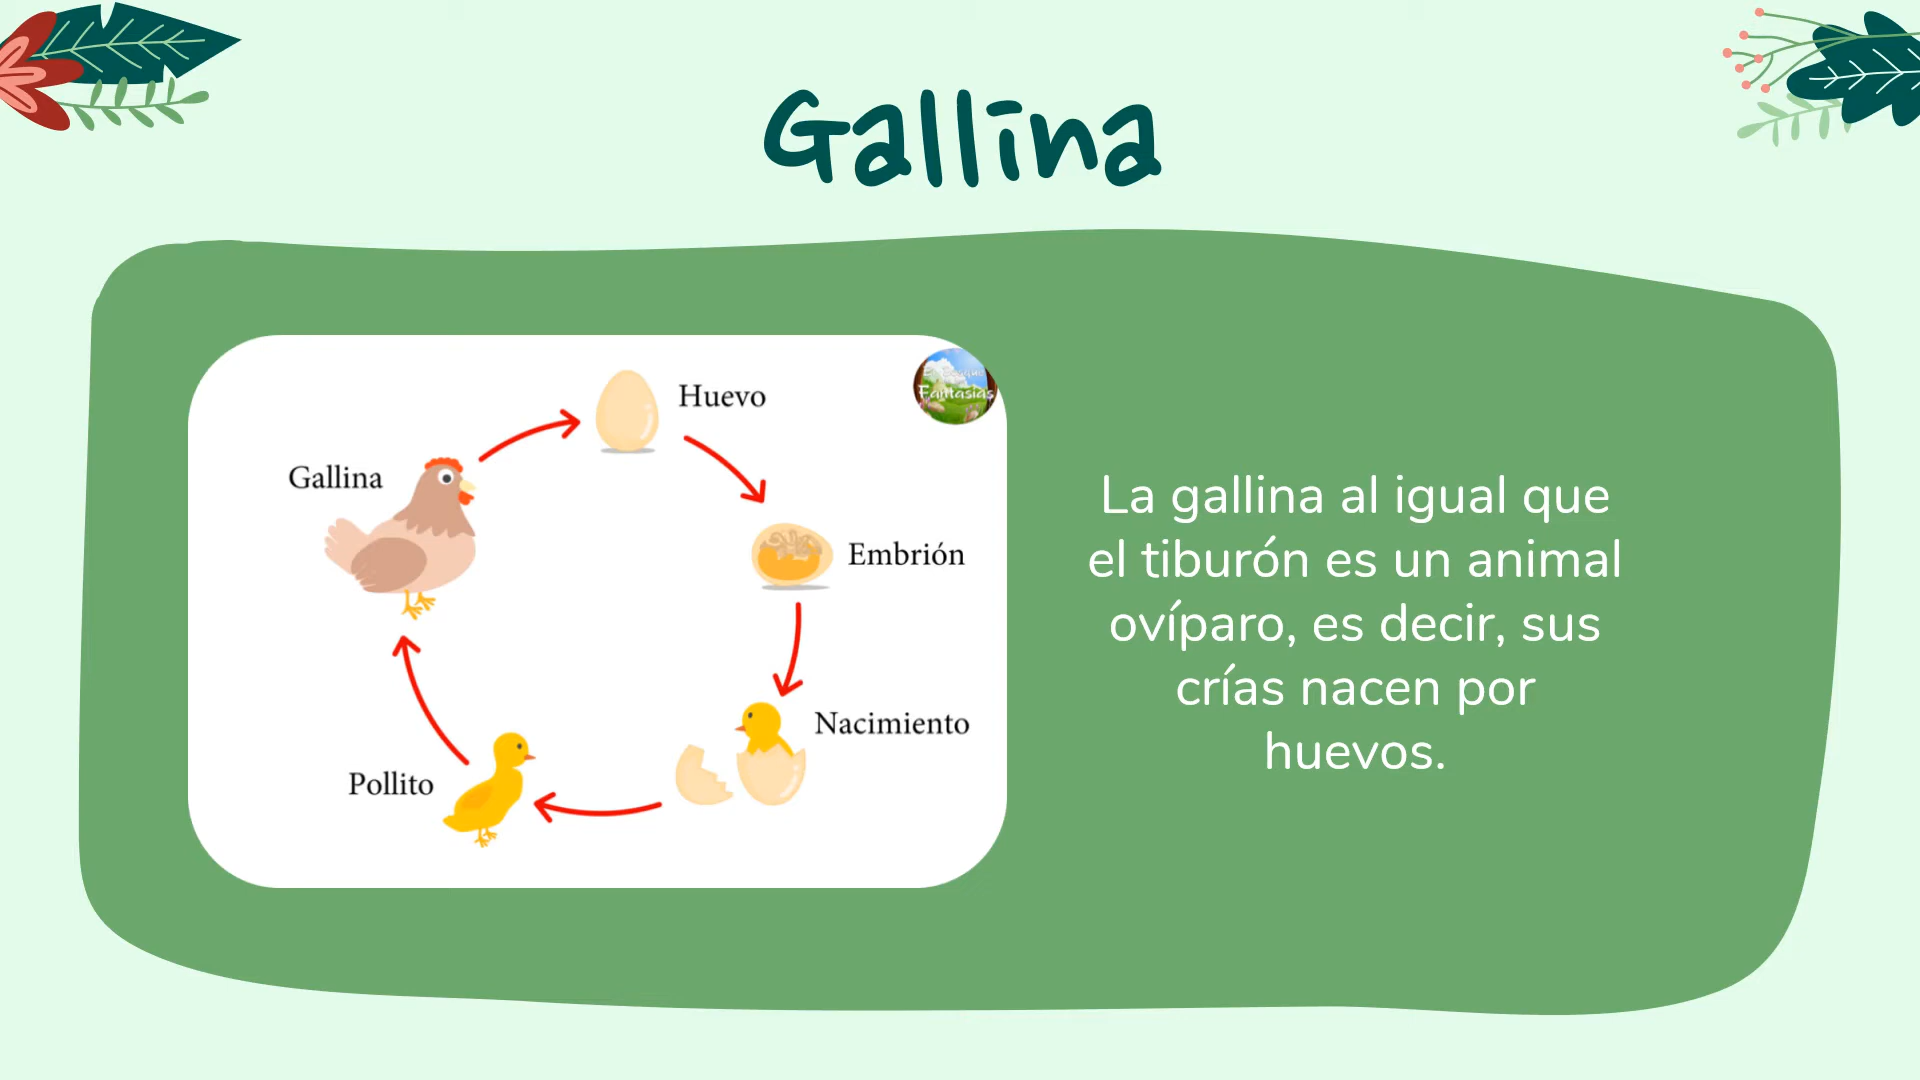 Gallina
Huevo
Fantasías
Gallina
Embrión
Nacimiento
Pollito
La gallina al igual que
el tiburón es un animal
ovíparo, es decir, sus
crías nacen por
huevos.